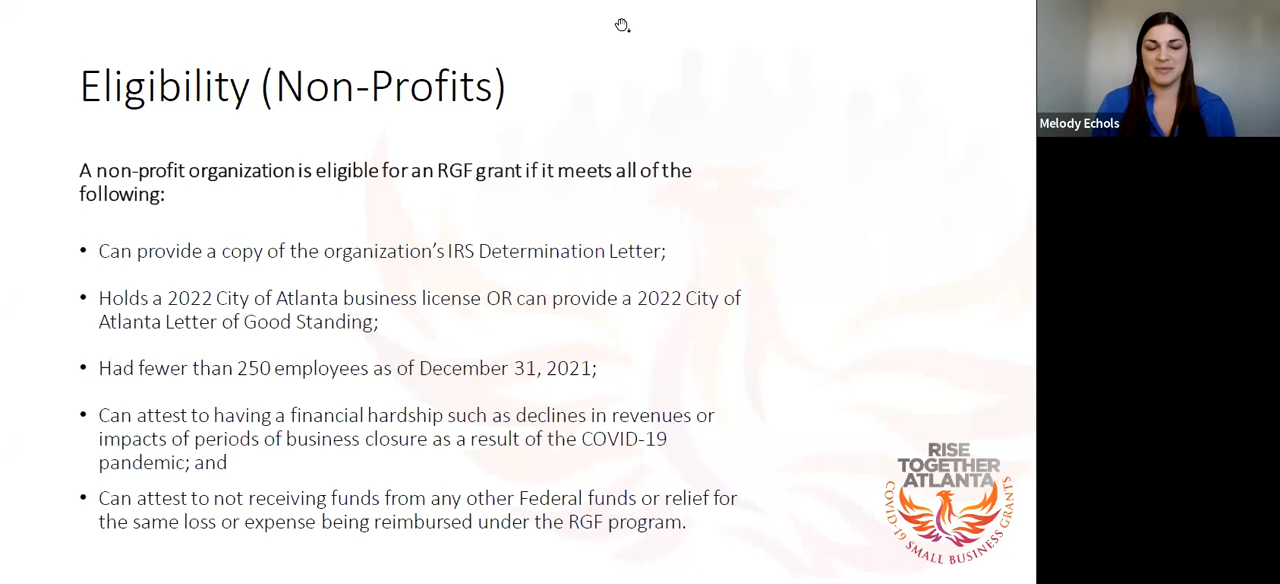 Eligibility (Non-Profits)
A non-profit organization is eligible for an RGF grant if it meets all of the
following:
• Can provide a copy of the organization's IRS Determination Letter;
• Holds a 2022 City of Atlanta business license OR can provide a 2022 City of
Atlanta Letter of Good Standing;
• Had fewer than 250 employees as of December 31, 2021;
• Can attest to having a financial hardship such as declines in revenues or
impacts of periods of business closure as a result of the COVID-19
pandemic; and
• Can attest to not receiving funds from any other Federal funds or relief for
the same loss or expense being reimbursed under the RGF program.
RISE
TOGETHER
ATLANTA
COVID-19 SMALL BUSINESS GRANTS
Melody Echols